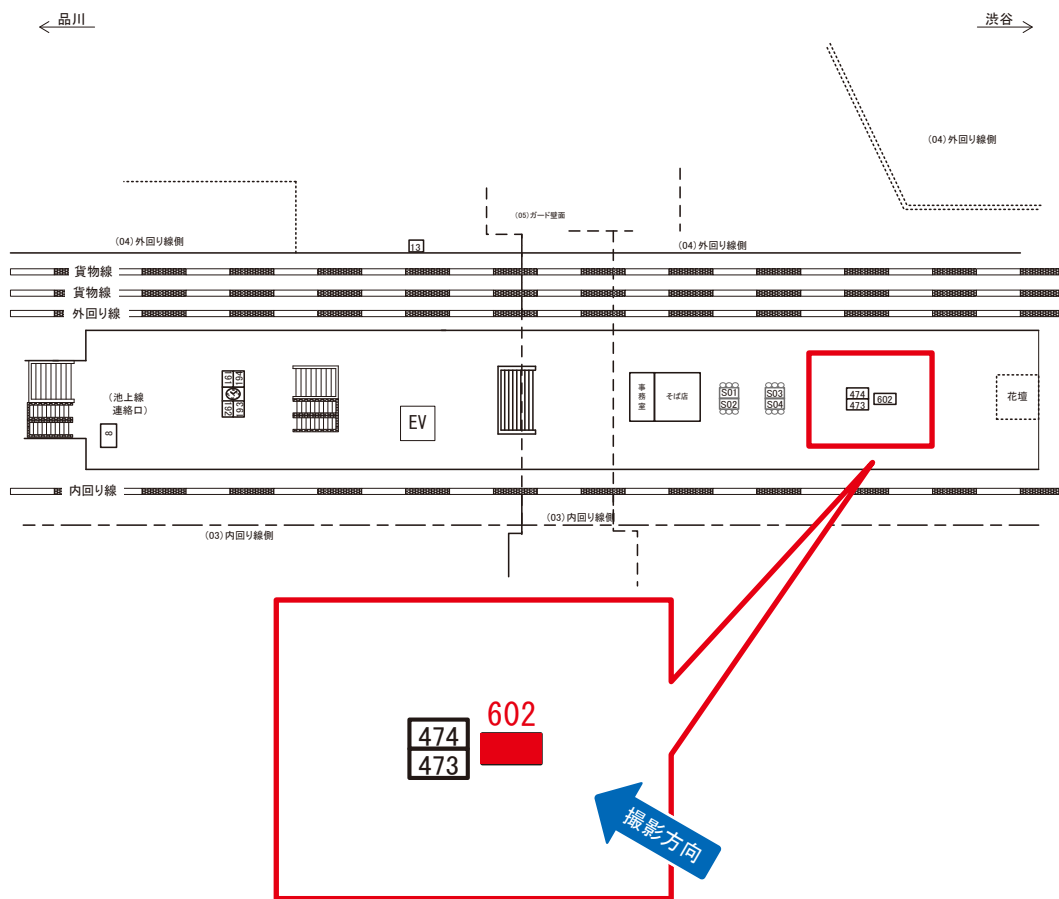 品川
渋谷
(04)外回り線側
(05)ガード壁面
(04)外回り線側
13
(04)外回り線側
貨物線
貨物線
外回り線
(池上線
連絡口)
8
191
194
192
193
EV
事務室
そば店
S01
S02
S03
S04
474
473
602
花壇
内回り線
(03)内回り線側
(03)内回り線側
602
474
473
撮影方向